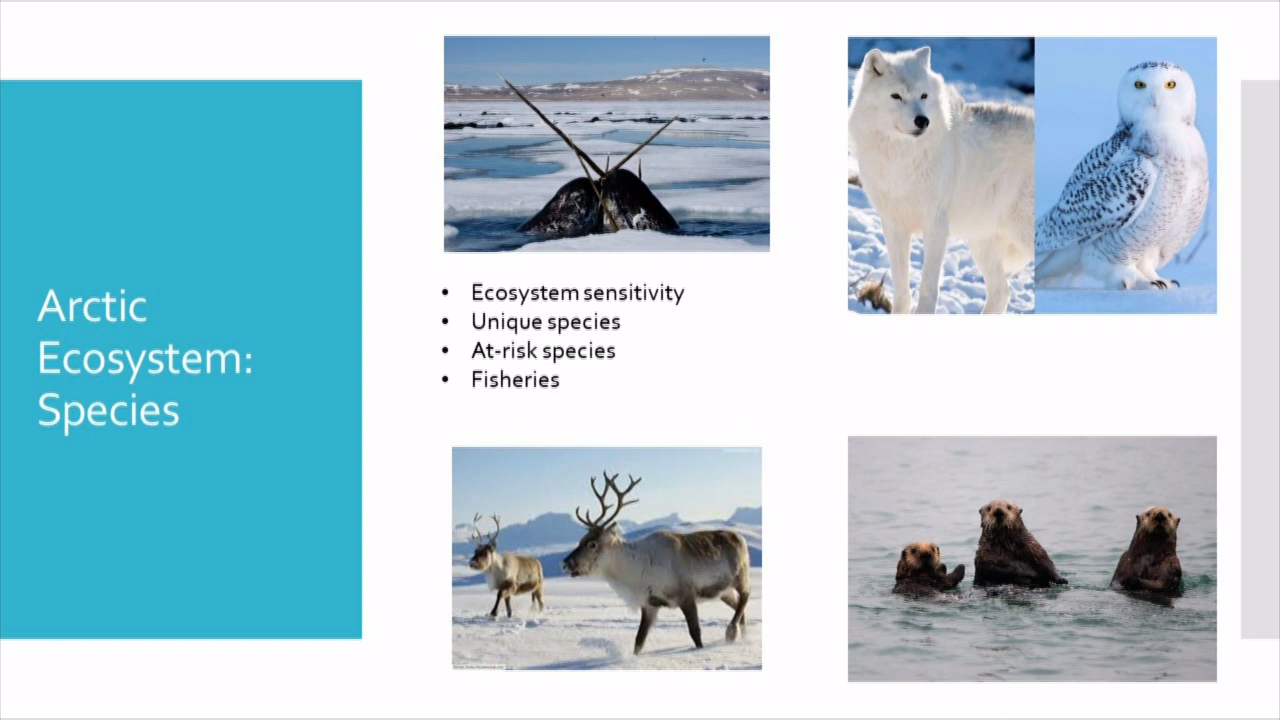 Arctic
Ecosystem:
Species
• Ecosystem sensitivity
• Unique species
• At-risk species
• Fisheries